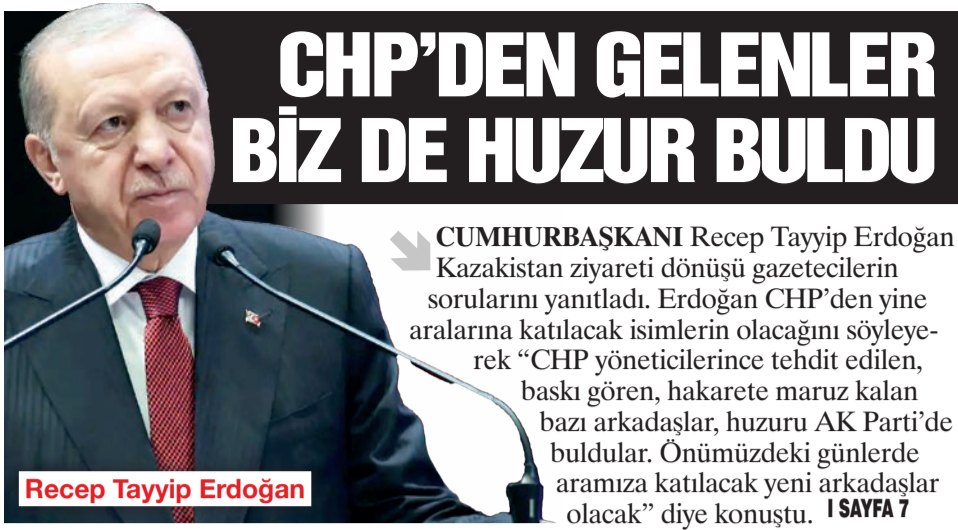 CHP’DEN GELENLER
BİZ DE HUZUR BULDU
CUMHURBAŞKANI Recep Tayyip Erdoğan
Kazakistan ziyareti dönüşü gazetecilerin
sorularını yanıtladı. Erdoğan CHP’den yine
aralarına katılacak isimlerin olacağını söyleye-
rek “CHP yöneticilerince tehdit edilen,
baskı gören, hakarete maruz kalan
bazı arkadaşlar, huzuru AK Parti’de
buldular. Önümüzdeki günlerde
aramıza katılacak yeni arkadaşlar
olacak” diye konuştu. I SAYFA 7
Recep Tayyip Erdoğan